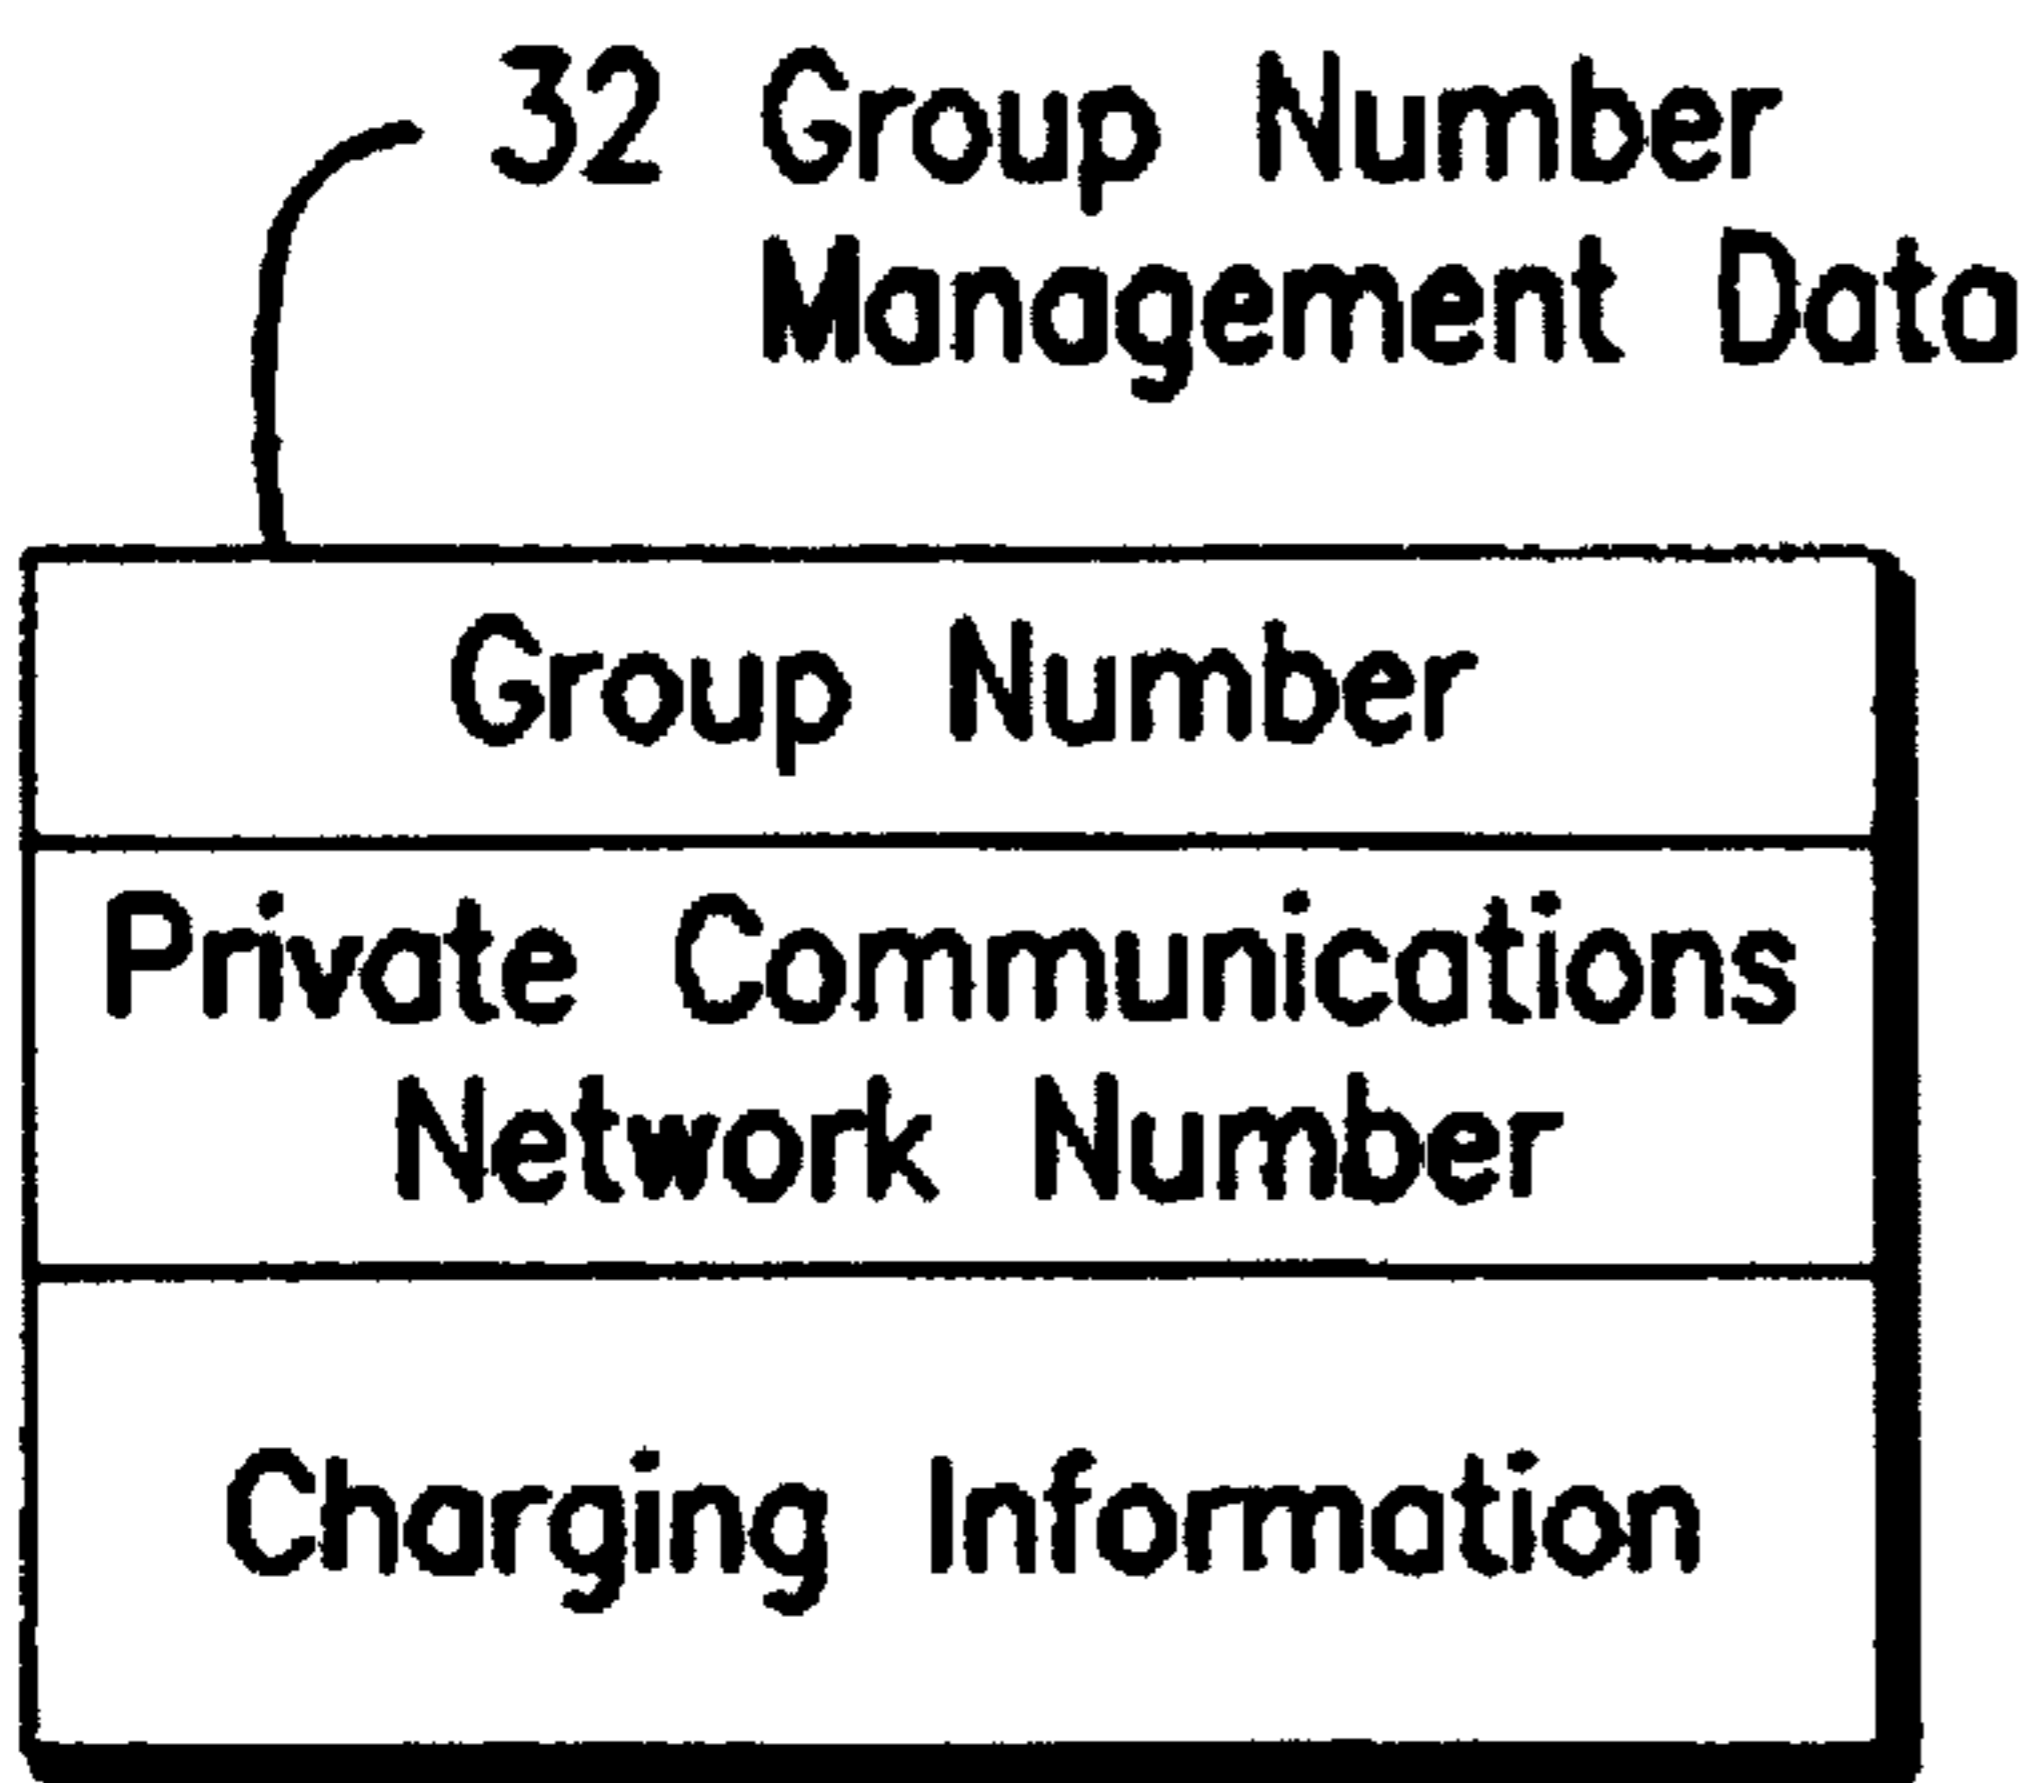 32 Group Number
Management Data
Group Number
Private Communications
Network Number
Charging Information